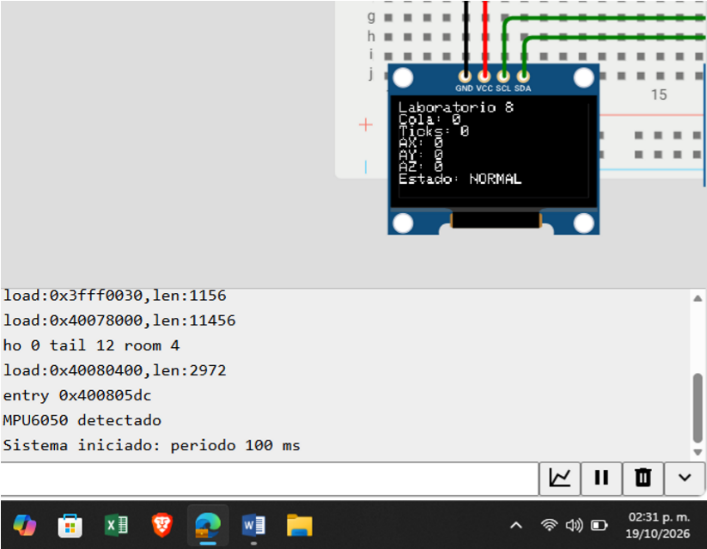 g
h
i
j
GND VCC SCL SDA
15
Laboratorio 8
Cola: 0
Ticks: 0
AX: 0
AY: 0
AZ: 0
Estado: NORMAL
load:0x3fff0030,len:1156
load:0x40078000,len:11456
ho 0 tail 12 room 4
load:0x40080400,len:2972
entry 0x400805dc
MPU6050 detectado
Sistema iniciado: periodo 100 ms
02:31 p. m.
19/10/2026